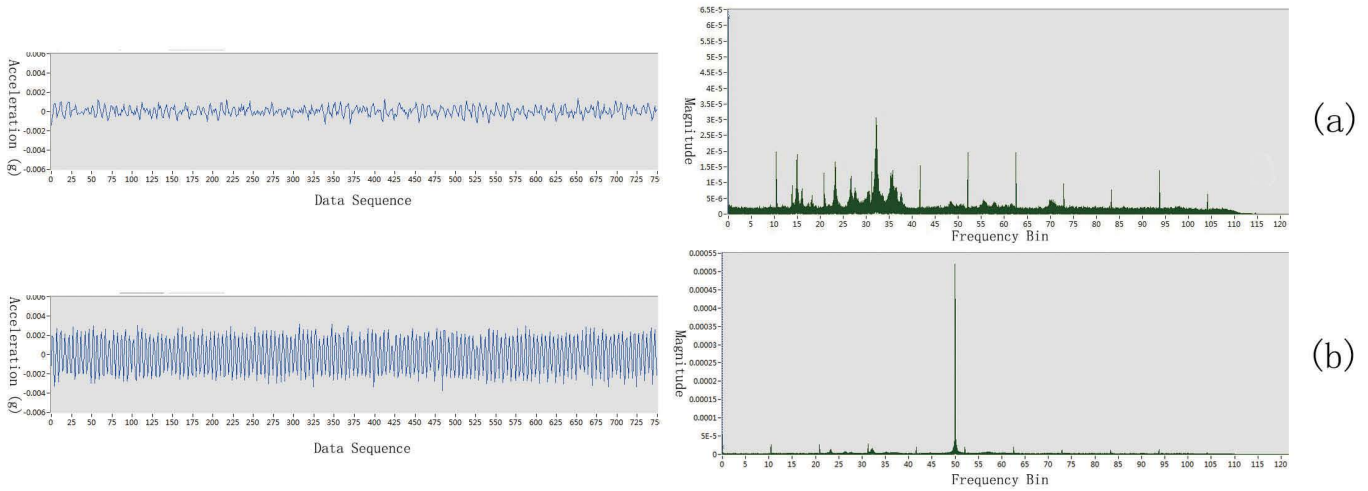 Acceleration (g)
0.006
0.004
0.002
0
-0.002
-0.004
-0.006
0 25 50 75 100 125 150 175 200 225 250 275 300 325 350 375 400 425 450 475 500 525 550 575 600 625 650 675 700 725 75
Data Sequence
Magnitude
6.5E-5
6E-5
5.5E-5
5E-5
4.5E-5
4E-5
3.5E-5
3E-5
2.5E-5
2E-5
1.5E-5
1E-5
5E-6
0
0 5 10 15 20 25 30 35 40 45 50 55 60 65 70 75 80 85 90 95 100 105 110 115 120
Frequency Bin
(a)
Acceleration (g)
0.006
0.004
0.002
0
-0.002
-0.004
-0.006
0 25 50 75 100 125 150 175 200 225 250 275 300 325 350 375 400 425 450 475 500 525 550 575 600 625 650 675 700 725 75
Data Sequence
Magnitude
0.00055
0.0005
0.00045
0.0004
0.00035
0.0003
0.00025
0.0002
0.00015
0.0001
5E-5
0
0 5 10 15 20 25 30 35 40 45 50 55 60 65 70 75 80 85 90 95 100 105 110 115 120
Frequency Bin
(b)